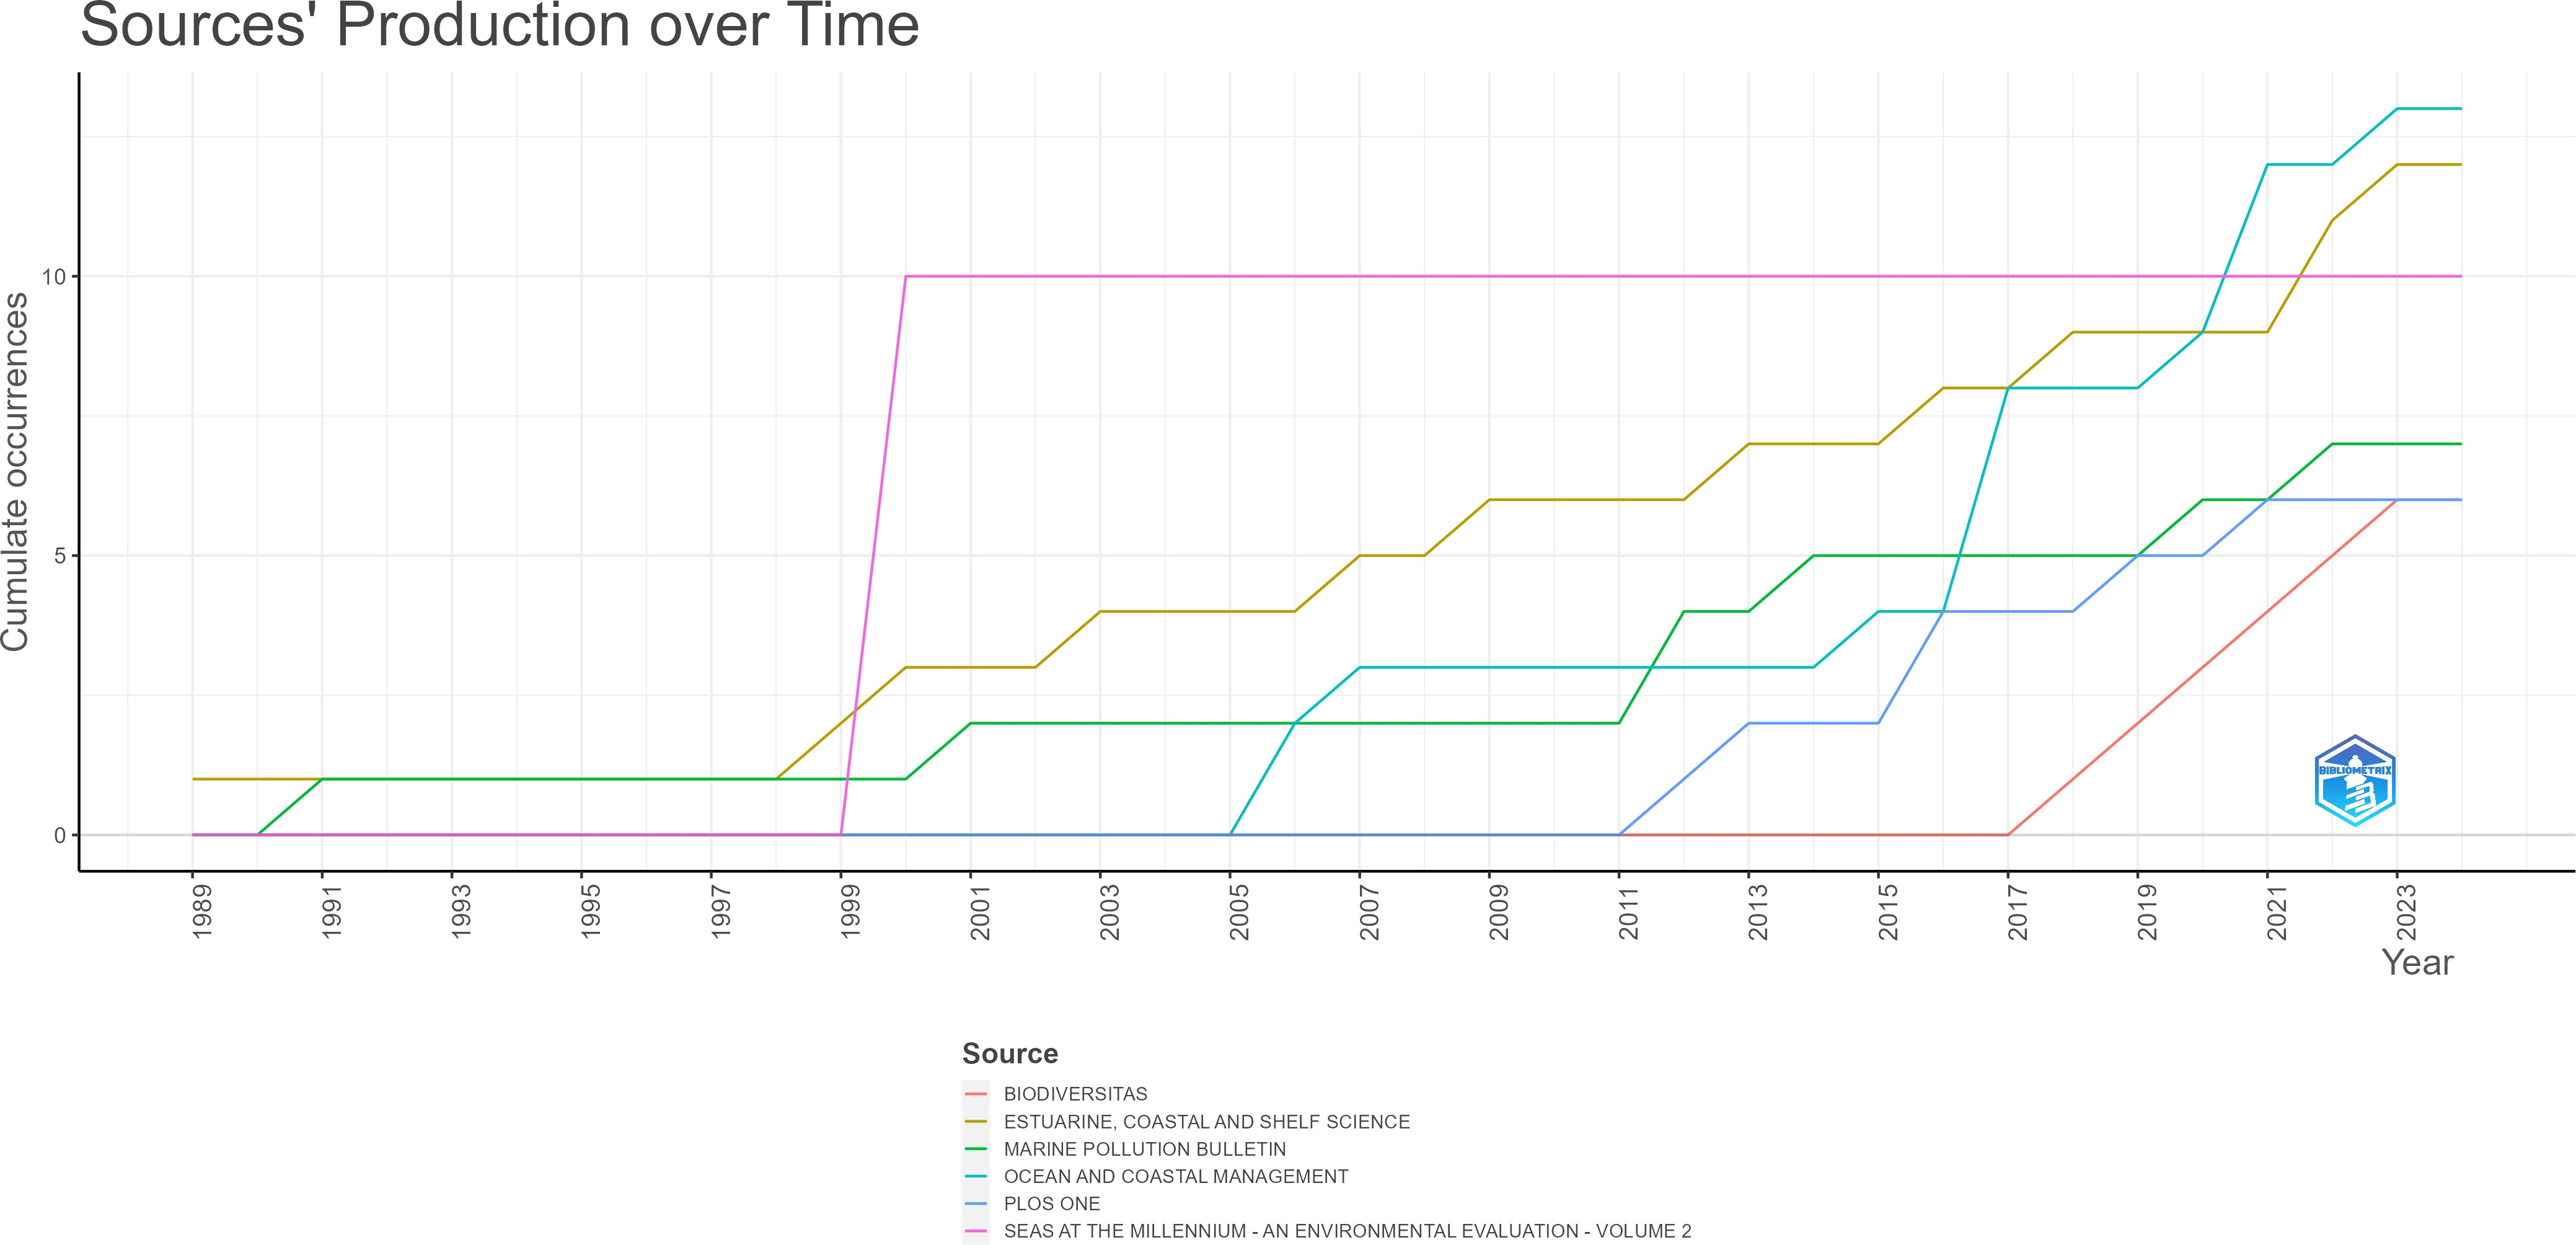 Sources' Production over Time
Cumulate occurrences
10
5
0
1989 1991 1993 1995 1997 1999 2001 2003 2005 2007 2009 2011 2013 2015 2017 2019 2021 2023
Year
BIBLIOMETRIX
Source
BIODIVERSITAS
ESTUARINE, COASTAL AND SHELF SCIENCE
MARINE POLLUTION BULLETIN
OCEAN AND COASTAL MANAGEMENT
PLOS ONE
SEAS AT THE MILLENNIUM - AN ENVIRONMENTAL EVALUATION - VOLUME 2